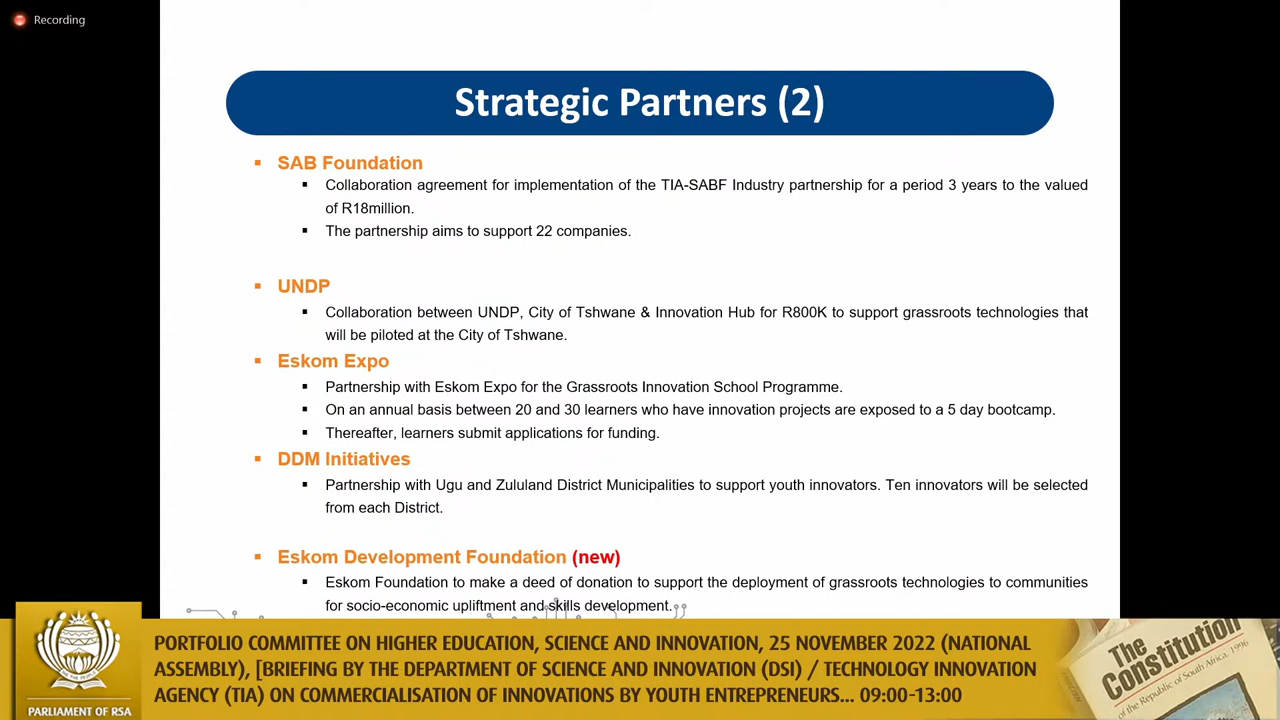 Recording
Strategic Partners (2)
▪ SAB Foundation
▪ Collaboration agreement for implementation of the TIA-SABF Industry partnership for a period 3 years to the valued
of R18million.
▪ The partnership aims to support 22 companies.
▪ UNDP
▪ Collaboration between UNDP, City of Tshwane & Innovation Hub for R800K to support grassroots technologies that
will be piloted at the City of Tshwane.
▪ Eskom Expo
▪ Partnership with Eskom Expo for the Grassroots Innovation School Programme.
▪ On an annual basis between 20 and 30 learners who have innovation projects are exposed to a 5 day bootcamp.
▪ Thereafter, learners submit applications for funding.
▪ DDM Initiatives
▪ Partnership with Ugu and Zululand District Municipalities to support youth innovators. Ten innovators will be selected
from each District.
▪ Eskom Development Foundation (new)
▪ Eskom Foundation to make a deed of donation to support the deployment of grassroots technologies to communities
for socio-economic upliftment and skills development.
PORTFOLIO COMMITTEE ON HIGHER EDUCATION, SCIENCE AND INNOVATION, 25 NOVEMBER 2022 (NATIONAL
ASSEMBLY), [BRIEFING BY THE DEPARTMENT OF SCIENCE AND INNOVATION (DSI) / TECHNOLOGY INNOVATION
AGENCY (TIA) ON COMMERCIALISATION OF INNOVATIONS BY YOUTH ENTREPRENEURS... 09:00-13:00
PARLIAMENT OF RSA
The
Constitution
of the Republic of South Africa, 1996